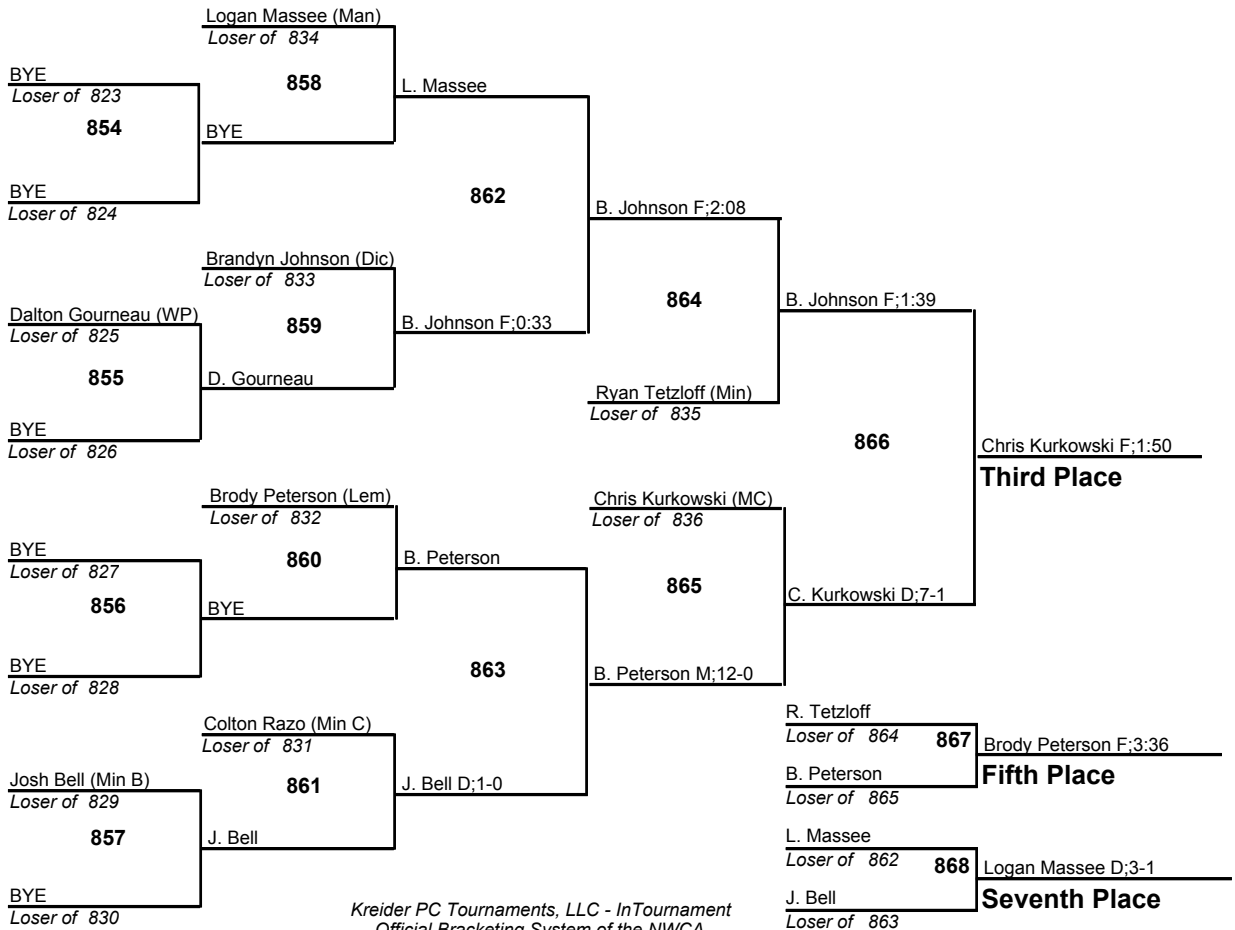 Logan Massee (Man)
Loser of 834
BYE
Loser of 823
858
L. Massee
854
BYE
BYE
Loser of 824
862
B. Johnson F;2:08
Brandyn Johnson (Dic)
Loser of 833
864
B. Johnson F;1:39
Dalton Gourneau (WP)
Loser of 825
859
B. Johnson F;0:33
855
D. Gourneau
Ryan Tetzloff (Min)
Loser of 835
BYE
Loser of 826
866
Chris Kurkowski F;1:50
Third Place
Brody Peterson (Lem)
Loser of 832
Chris Kurkowski (MC)
Loser of 836
BYE
Loser of 827
860
B. Peterson
865
C. Kurkowski D;7-1
856
BYE
BYE
Loser of 828
863
B. Peterson M;12-0
Colton Razo (Min C)
Loser of 831
R. Tetzloff
Loser of 864
867
Brody Peterson F;3:36
Fifth Place
B. Peterson
Loser of 865
Josh Bell (Min B)
Loser of 829
861
J. Bell D;1-0
857
J. Bell
L. Massee
Loser of 862
868
Logan Massee D;3-1
Seventh Place
J. Bell
Loser of 863
BYE
Loser of 830
Kreider PC Tournaments, LLC - InTournament
Official Bracketing System of the NWCA